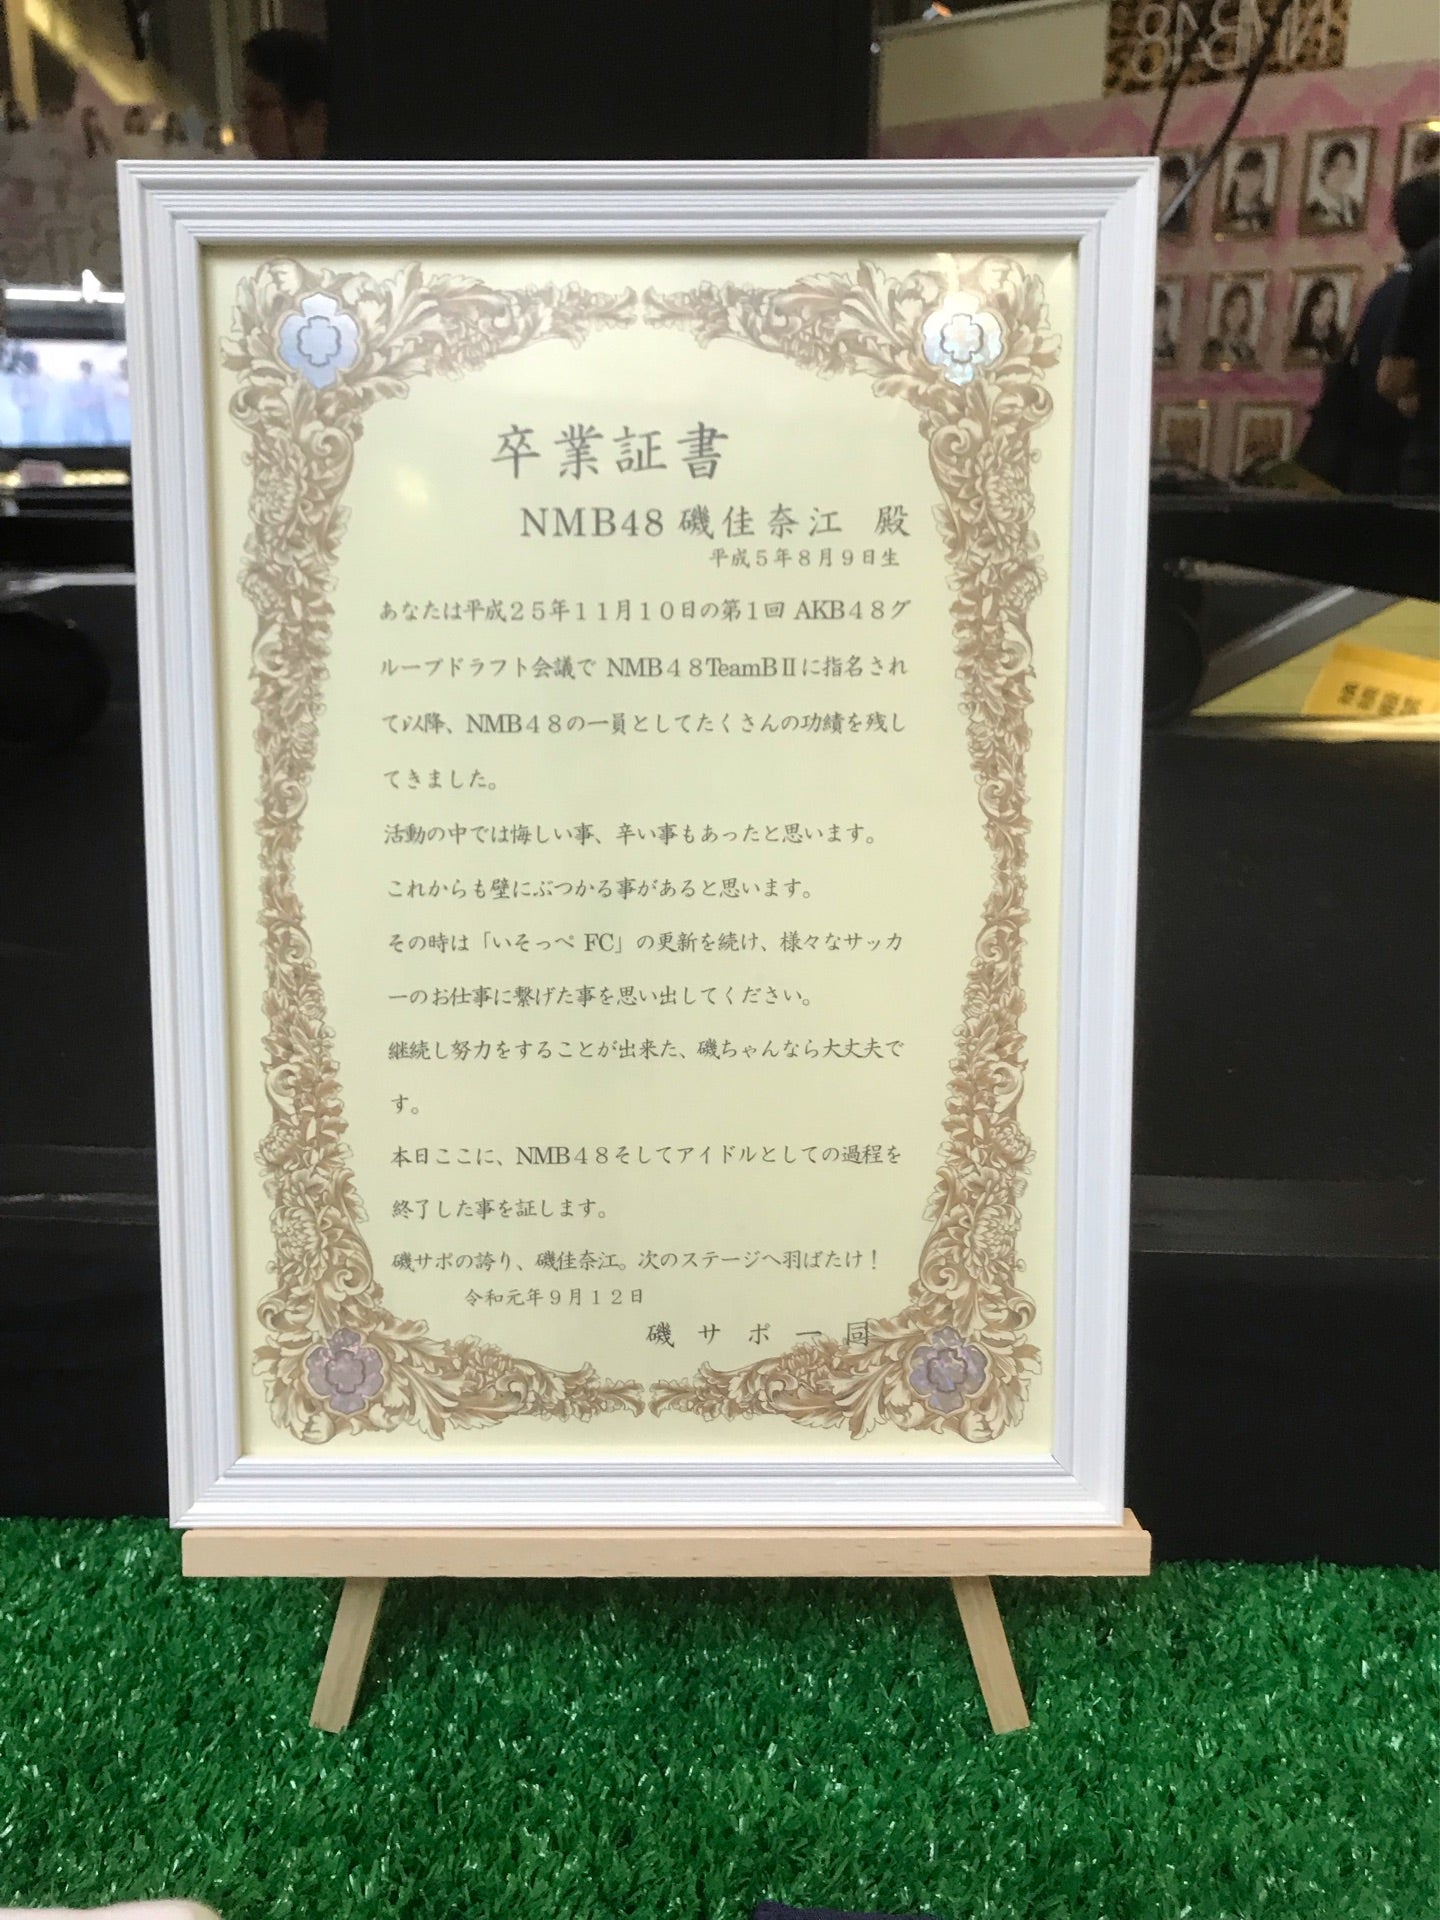 卒業証書
NMB48 磯佳奈江 殿
平成5年8月9日生
あなたは平成25年11月10日の第1回 AKB48グ
ループドラフト会議で NMB48TeamBⅡに指名され
て以降、NMB48の一員としてたくさんの功績を残し
てきました。
活動の中では悔しい事、辛い事もあったと思います。
これからも壁にぶつかる事があると思います。
その時は「いそっぺ FC」の更新を続け、様々なサッカ
ーのお仕事に繋げた事を思い出してください。
継続し努力をすることが出来た、磯ちゃんなら大丈夫で
す。
本日ここに、NMB48そしてアイドルとしての過程を
終了した事を証します。
磯サポの誇り、磯佳奈江。次のステージへ羽ばたけ！
令和元年9月12日
磯サポ一同
NMB48